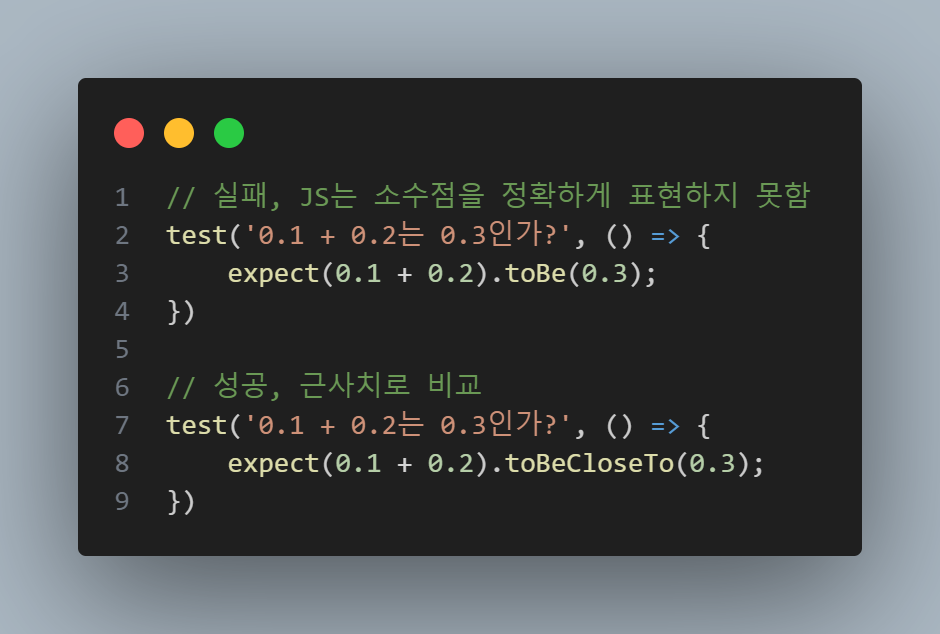 1 // 실패, JS는 소수점을 정확하게 표현하지 못함
2 test('0.1 + 0.2는 0.3인가?', () => {
3     expect(0.1 + 0.2).toBe(0.3);
4 })
5
6 // 성공, 근사치로 비교
7 test('0.1 + 0.2는 0.3인가?', () => {
8     expect(0.1 + 0.2).toBeCloseTo(0.3);
9 })